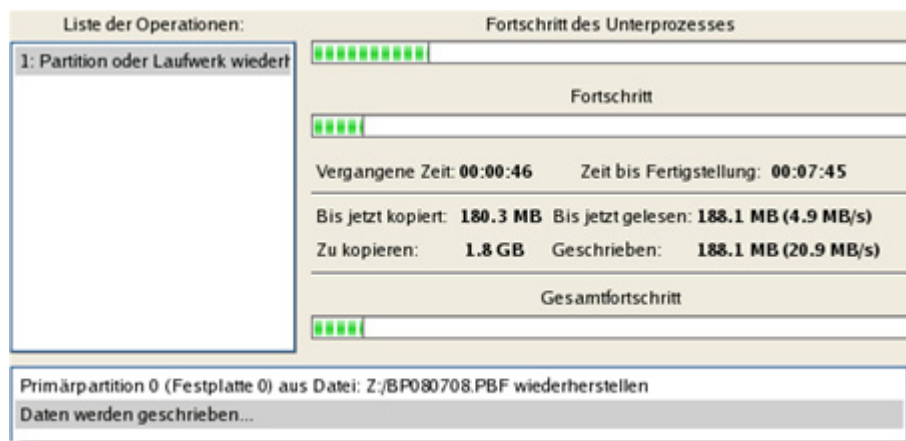 Liste der Operationen:
1: Partition oder Laufwerk wiederh
Fortschritt des Unterprozesses
Fortschritt
Vergangene Zeit: 00:00:46 Zeit bis Fertigstellung: 00:07:45
Bis jetzt kopiert: 180.3 MB Bis jetzt gelesen: 188.1 MB (4.9 MB/s)
Zu kopieren: 1.8 GB Geschrieben: 188.1 MB (20.9 MB/s)
Gesamtfortschritt
Primärpartition 0 (Festplatte 0) aus Datei: Z:/BP080708.PBF wiederherstellen
Daten werden geschrieben...